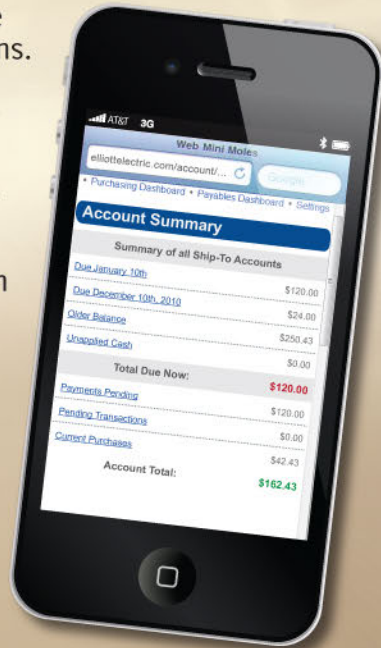 e
ns.
n
AT&T 3G
Web Mini Moles
elliottelectric.com/account/...
Google
• Purchasing Dashboard • Payables Dashboard • Settings
Account Summary
Summary of all Ship-To Accounts
Due January 10th $120.00
Due December 10th, 2010 $24.00
Older Balance $250.43
Unapplied Cash $0.00
Total Due Now: $120.00
Payments Pending $120.00
Pending Transactions $0.00
Current Purchases $42.43
Account Total: $162.43